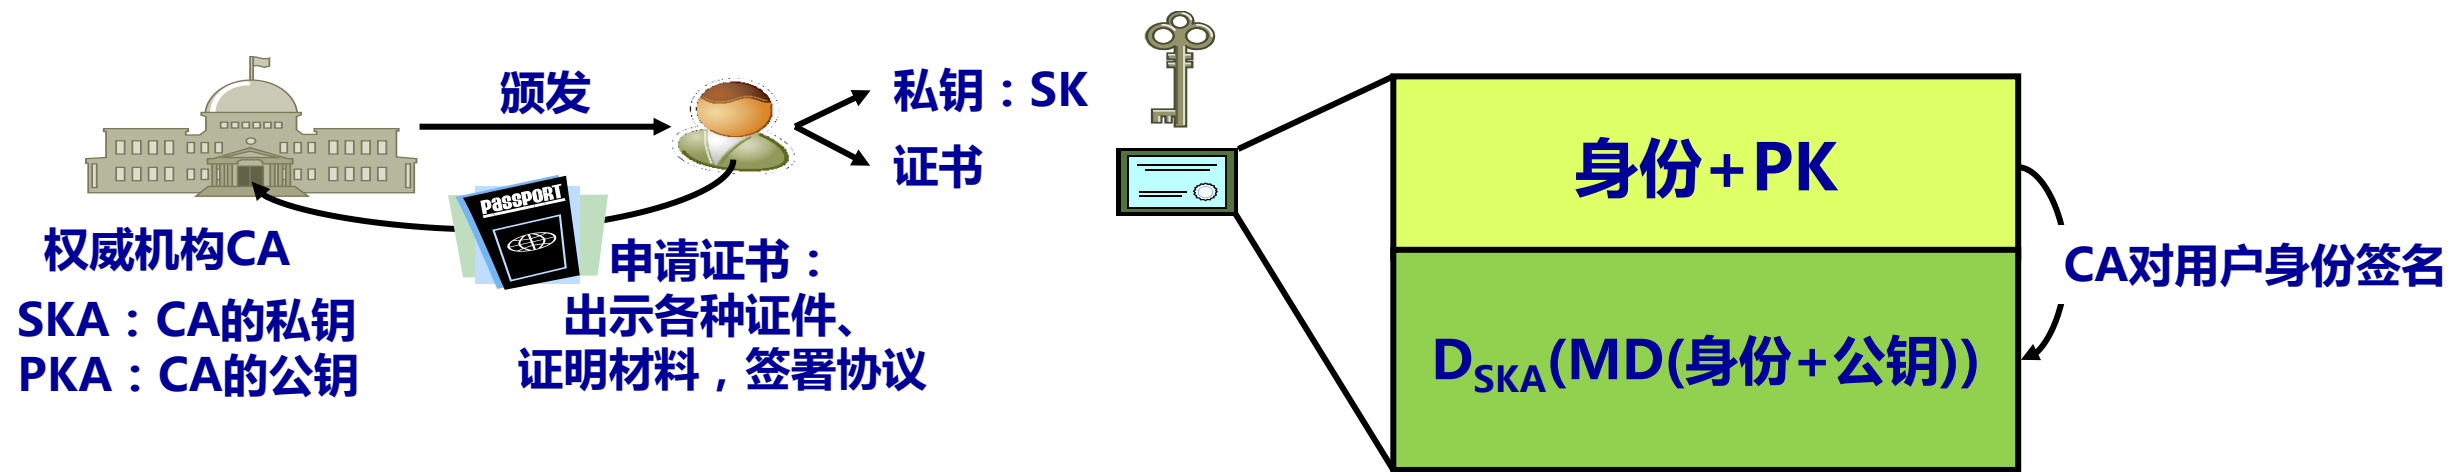 颁发
私钥：SK
证书
PASSPORT
权威机构CA
SKA：CA的私钥
PKA：CA的公钥
申请证书：
出示各种证件、
证明材料，签署协议
身份+PK
DSKA(MD(身份+公钥))
CA对用户身份签名